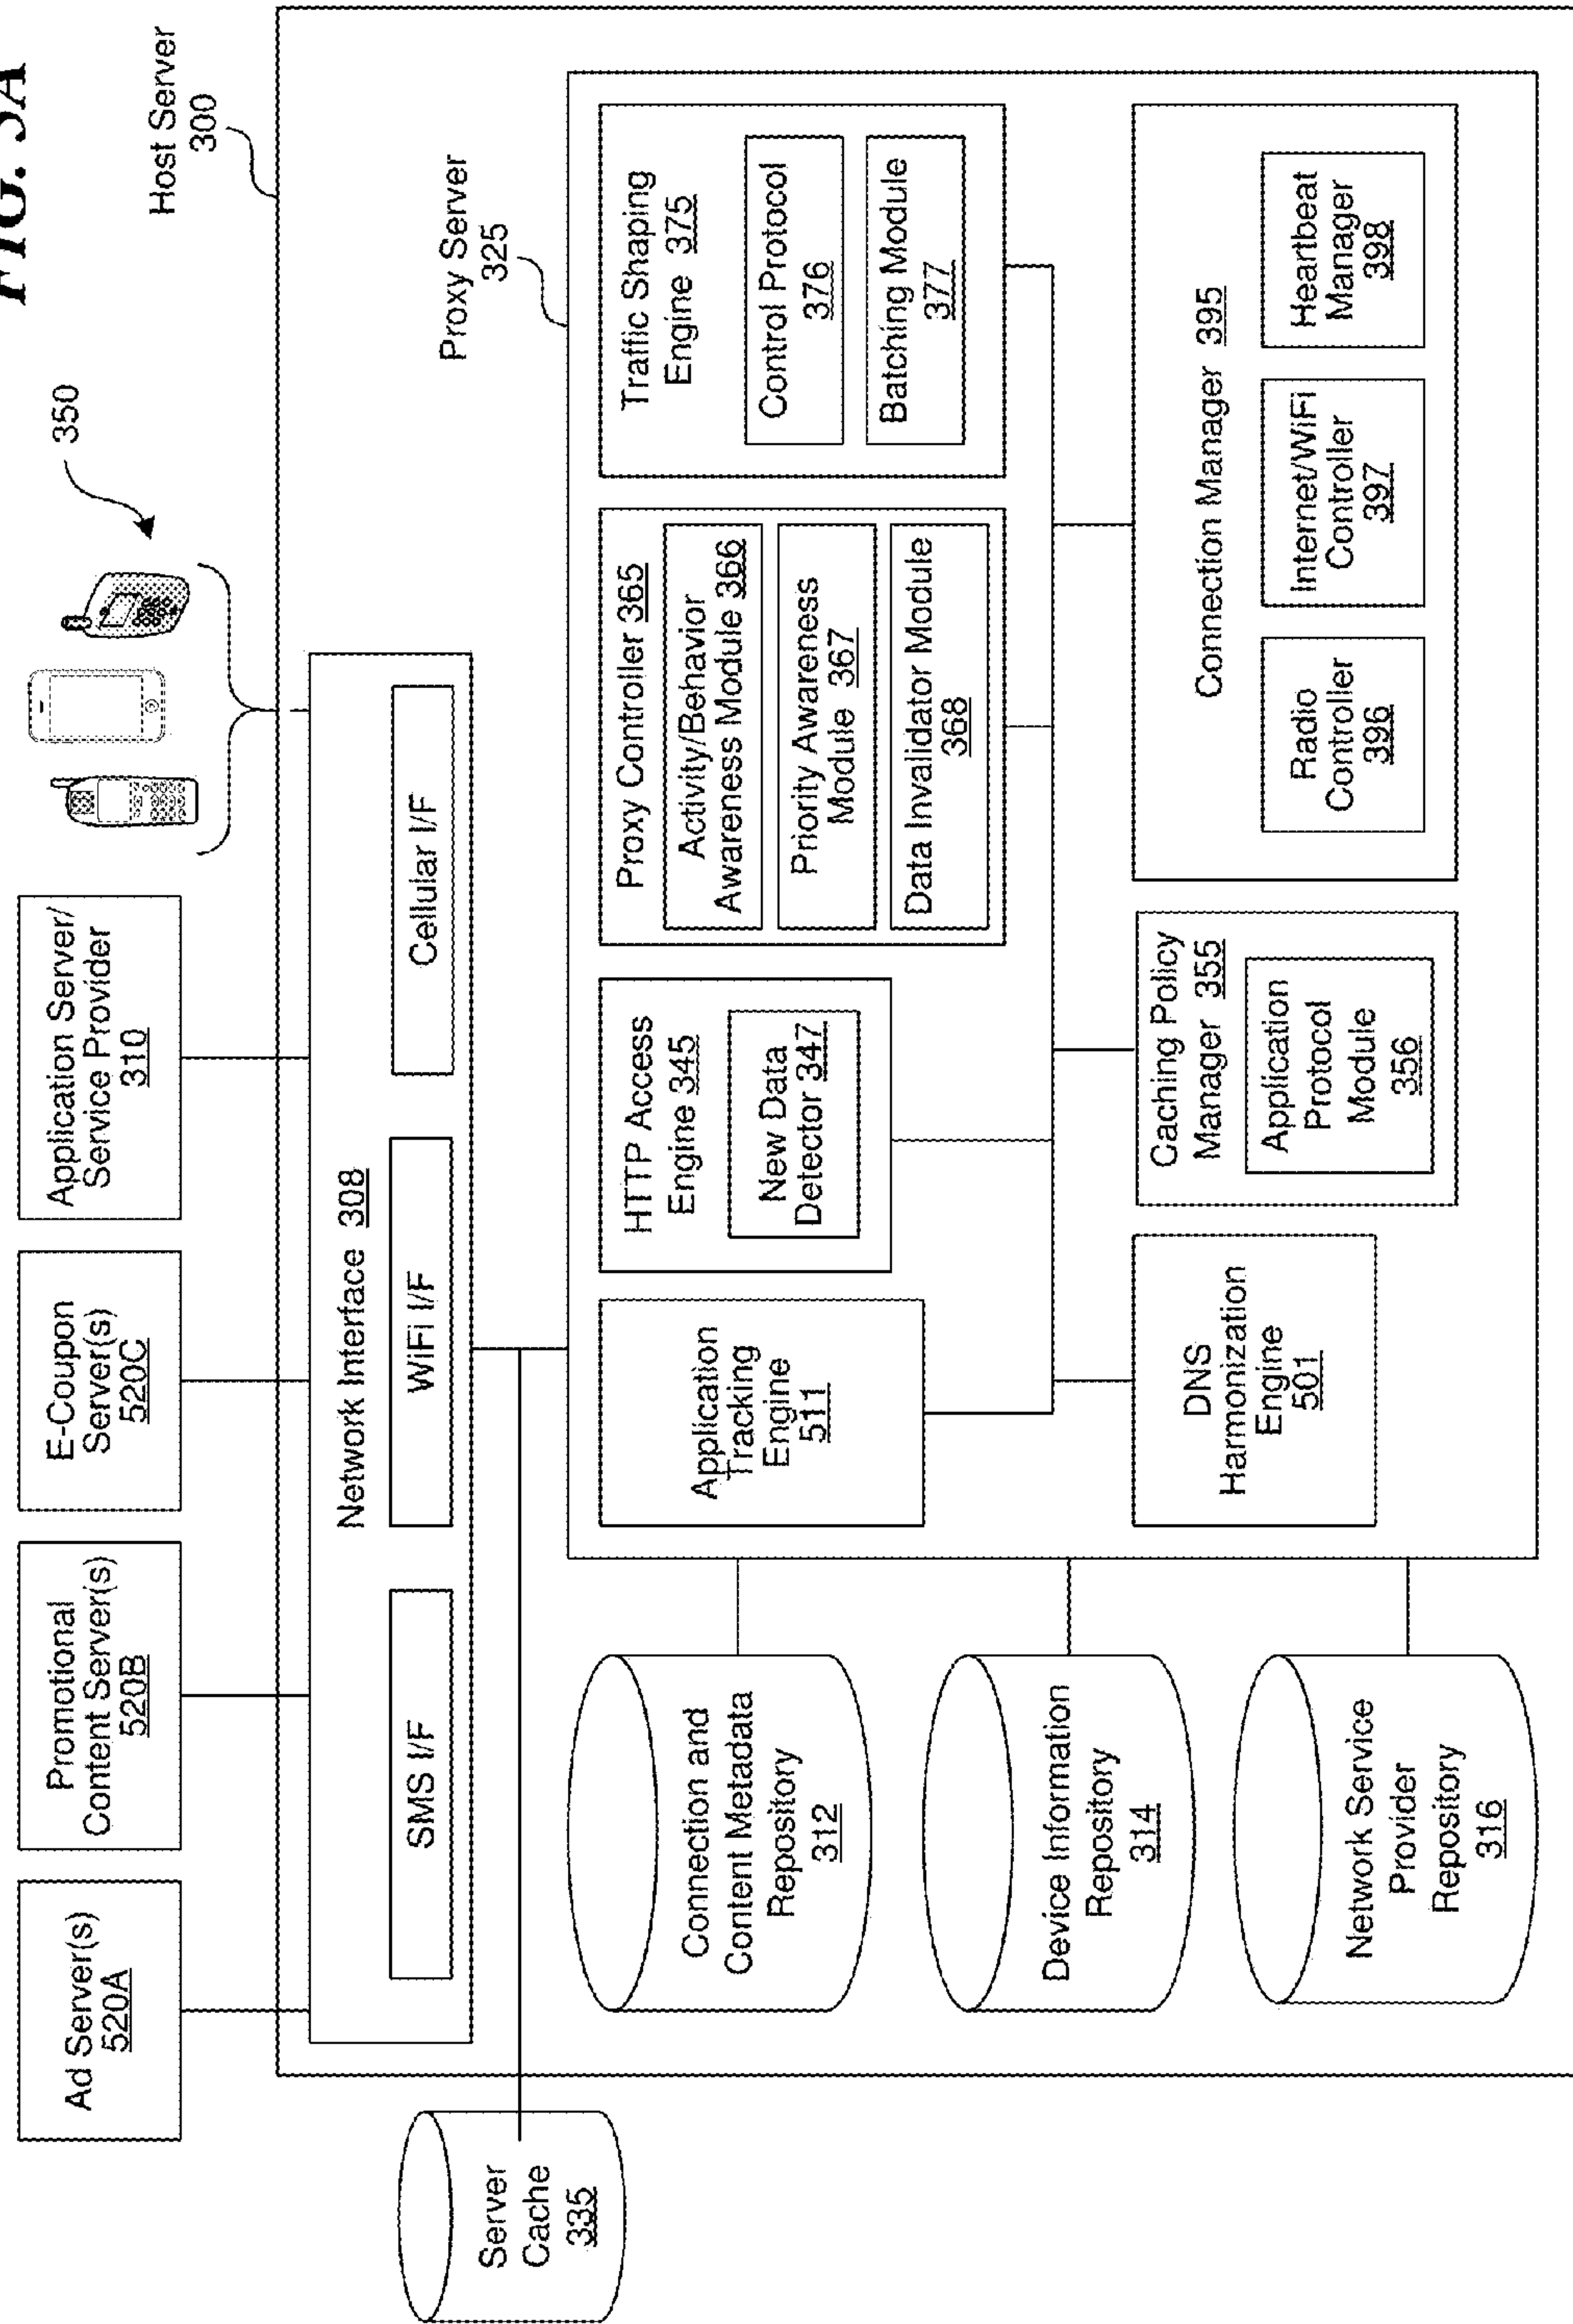 FIG. 5A
350
Host Server
300
Ad Server(s)
520A
Promotional
Content Server(s)
520B
E-Coupon
Server(s)
520C
Application Server/
Service Provider
310
Network Interface 308
SMS I/F
WiFi I/F
Cellular I/F
Server
Cache
335
Proxy Server
325
Connection and
Content Metadata
Repository
312
Device Information
Repository
314
Network Service
Provider
Repository
316
Application
Tracking
Engine
511
HTTP Access
Engine 345
New Data
Detector 347
Proxy Controller 365
Activity/Behavior
Awareness Module 366
Priority Awareness
Module 367
Data Invalidator Module
368
Traffic Shaping
Engine 375
Control Protocol
376
Batching Module
377
DNS
Harmonization
Engine
501
Caching Policy
Manager 355
Application
Protocol
Module
356
Connection Manager 395
Radio
Controller
396
Internet/WiFi
Controller
397
Heartbeat
Manager
398